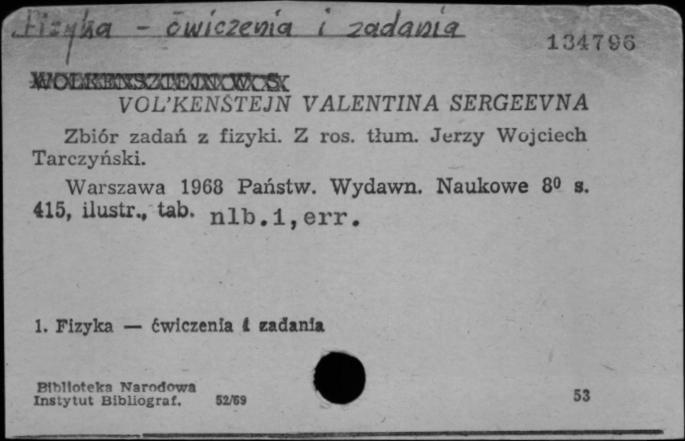 Fizyka - ćwiczenia i zadania
134796
WOLKENSZTEJN W. S.
VOL'KENŠTEJN VALENTINA SERGEEVNA
Zbiór zadań z fizyki. Z ros. tłum. Jerzy Wojciech
Tarczyński.
Warszawa 1968 Państw. Wydawn. Naukowe 8⁰ s.
415, ilustr., tab. nlb.1,err.
1. Fizyka — ćwiczenia i zadania
Biblioteka Narodowa
Instytut Bibliograf. 52/69
53